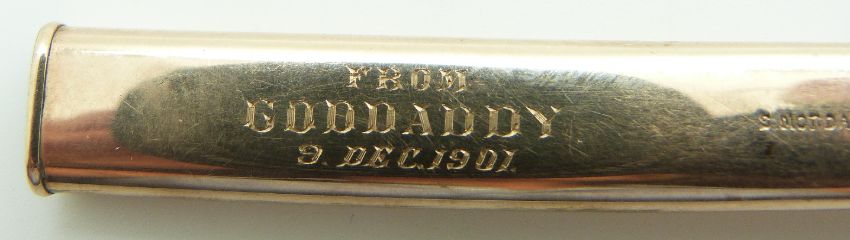 FROM
GODDADDY
9. DEC. 1901.